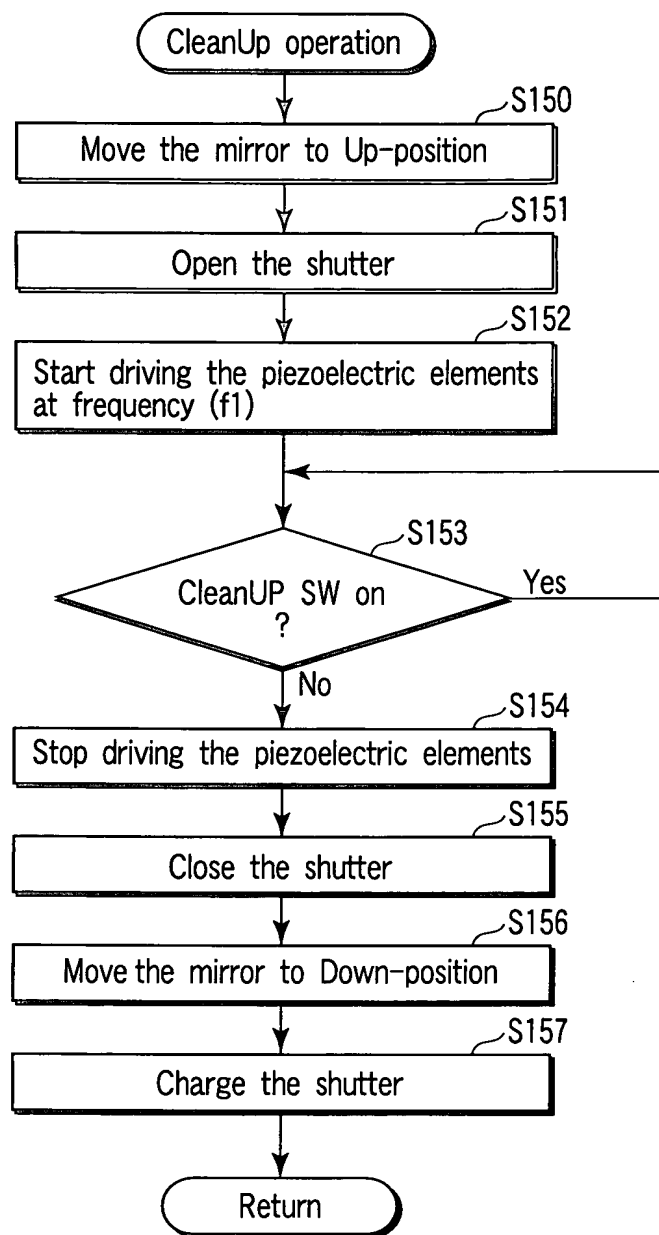 CleanUp operation
S150
Move the mirror to Up-position
S151
Open the shutter
S152
Start driving the piezoelectric elements
at frequency (f1)
S153
CleanUP SW on
?
Yes
No
S154
Stop driving the piezoelectric elements
S155
Close the shutter
S156
Move the mirror to Down-position
S157
Charge the shutter
Return